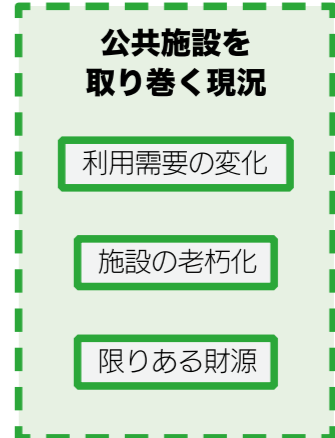 公共施設を
取り巻く現況
利用需要の変化
施設の老朽化
限りある財源